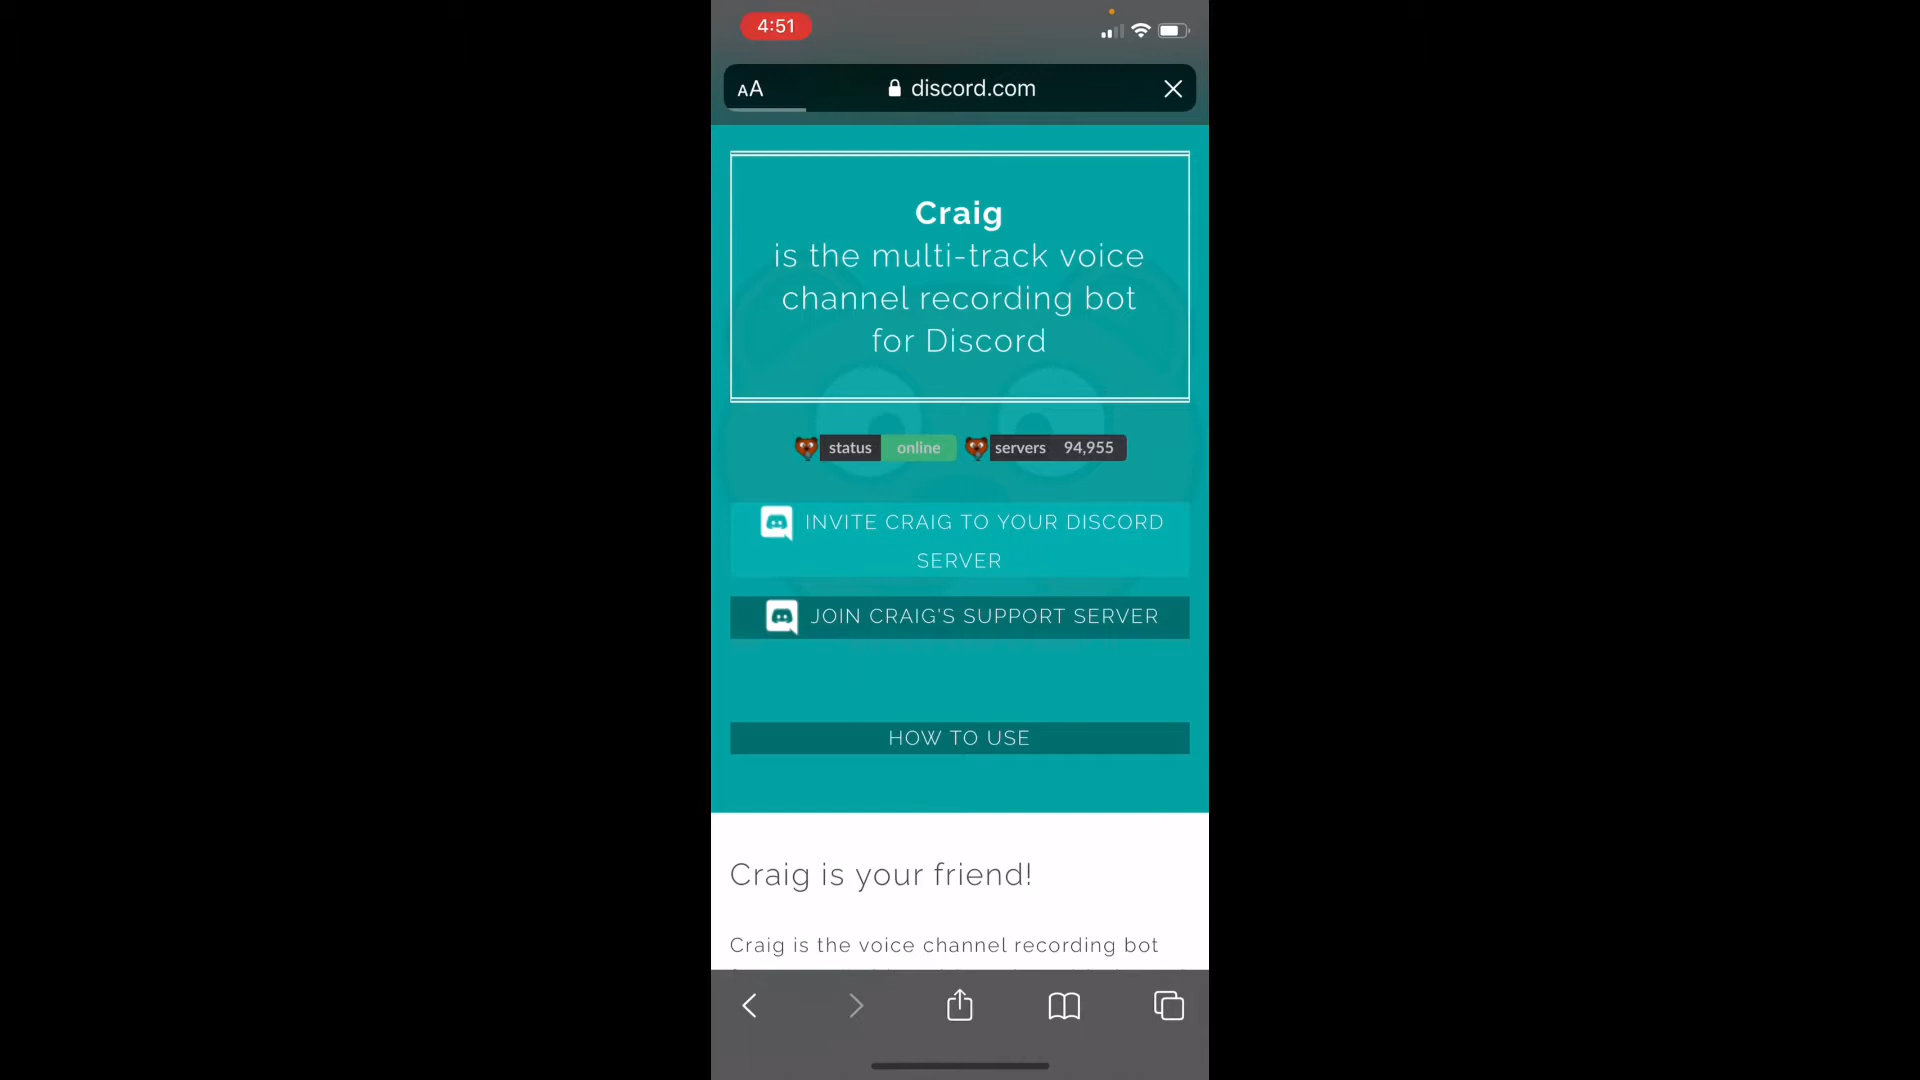 4:51
AA discord.com
Craig
is the multi-track voice
channel recording bot
for Discord
status online servers 94,955
INVITE CRAIG TO YOUR DISCORD
SERVER
JOIN CRAIG'S SUPPORT SERVER
HOW TO USE
Craig is your friend!
Craig is the voice channel recording bot